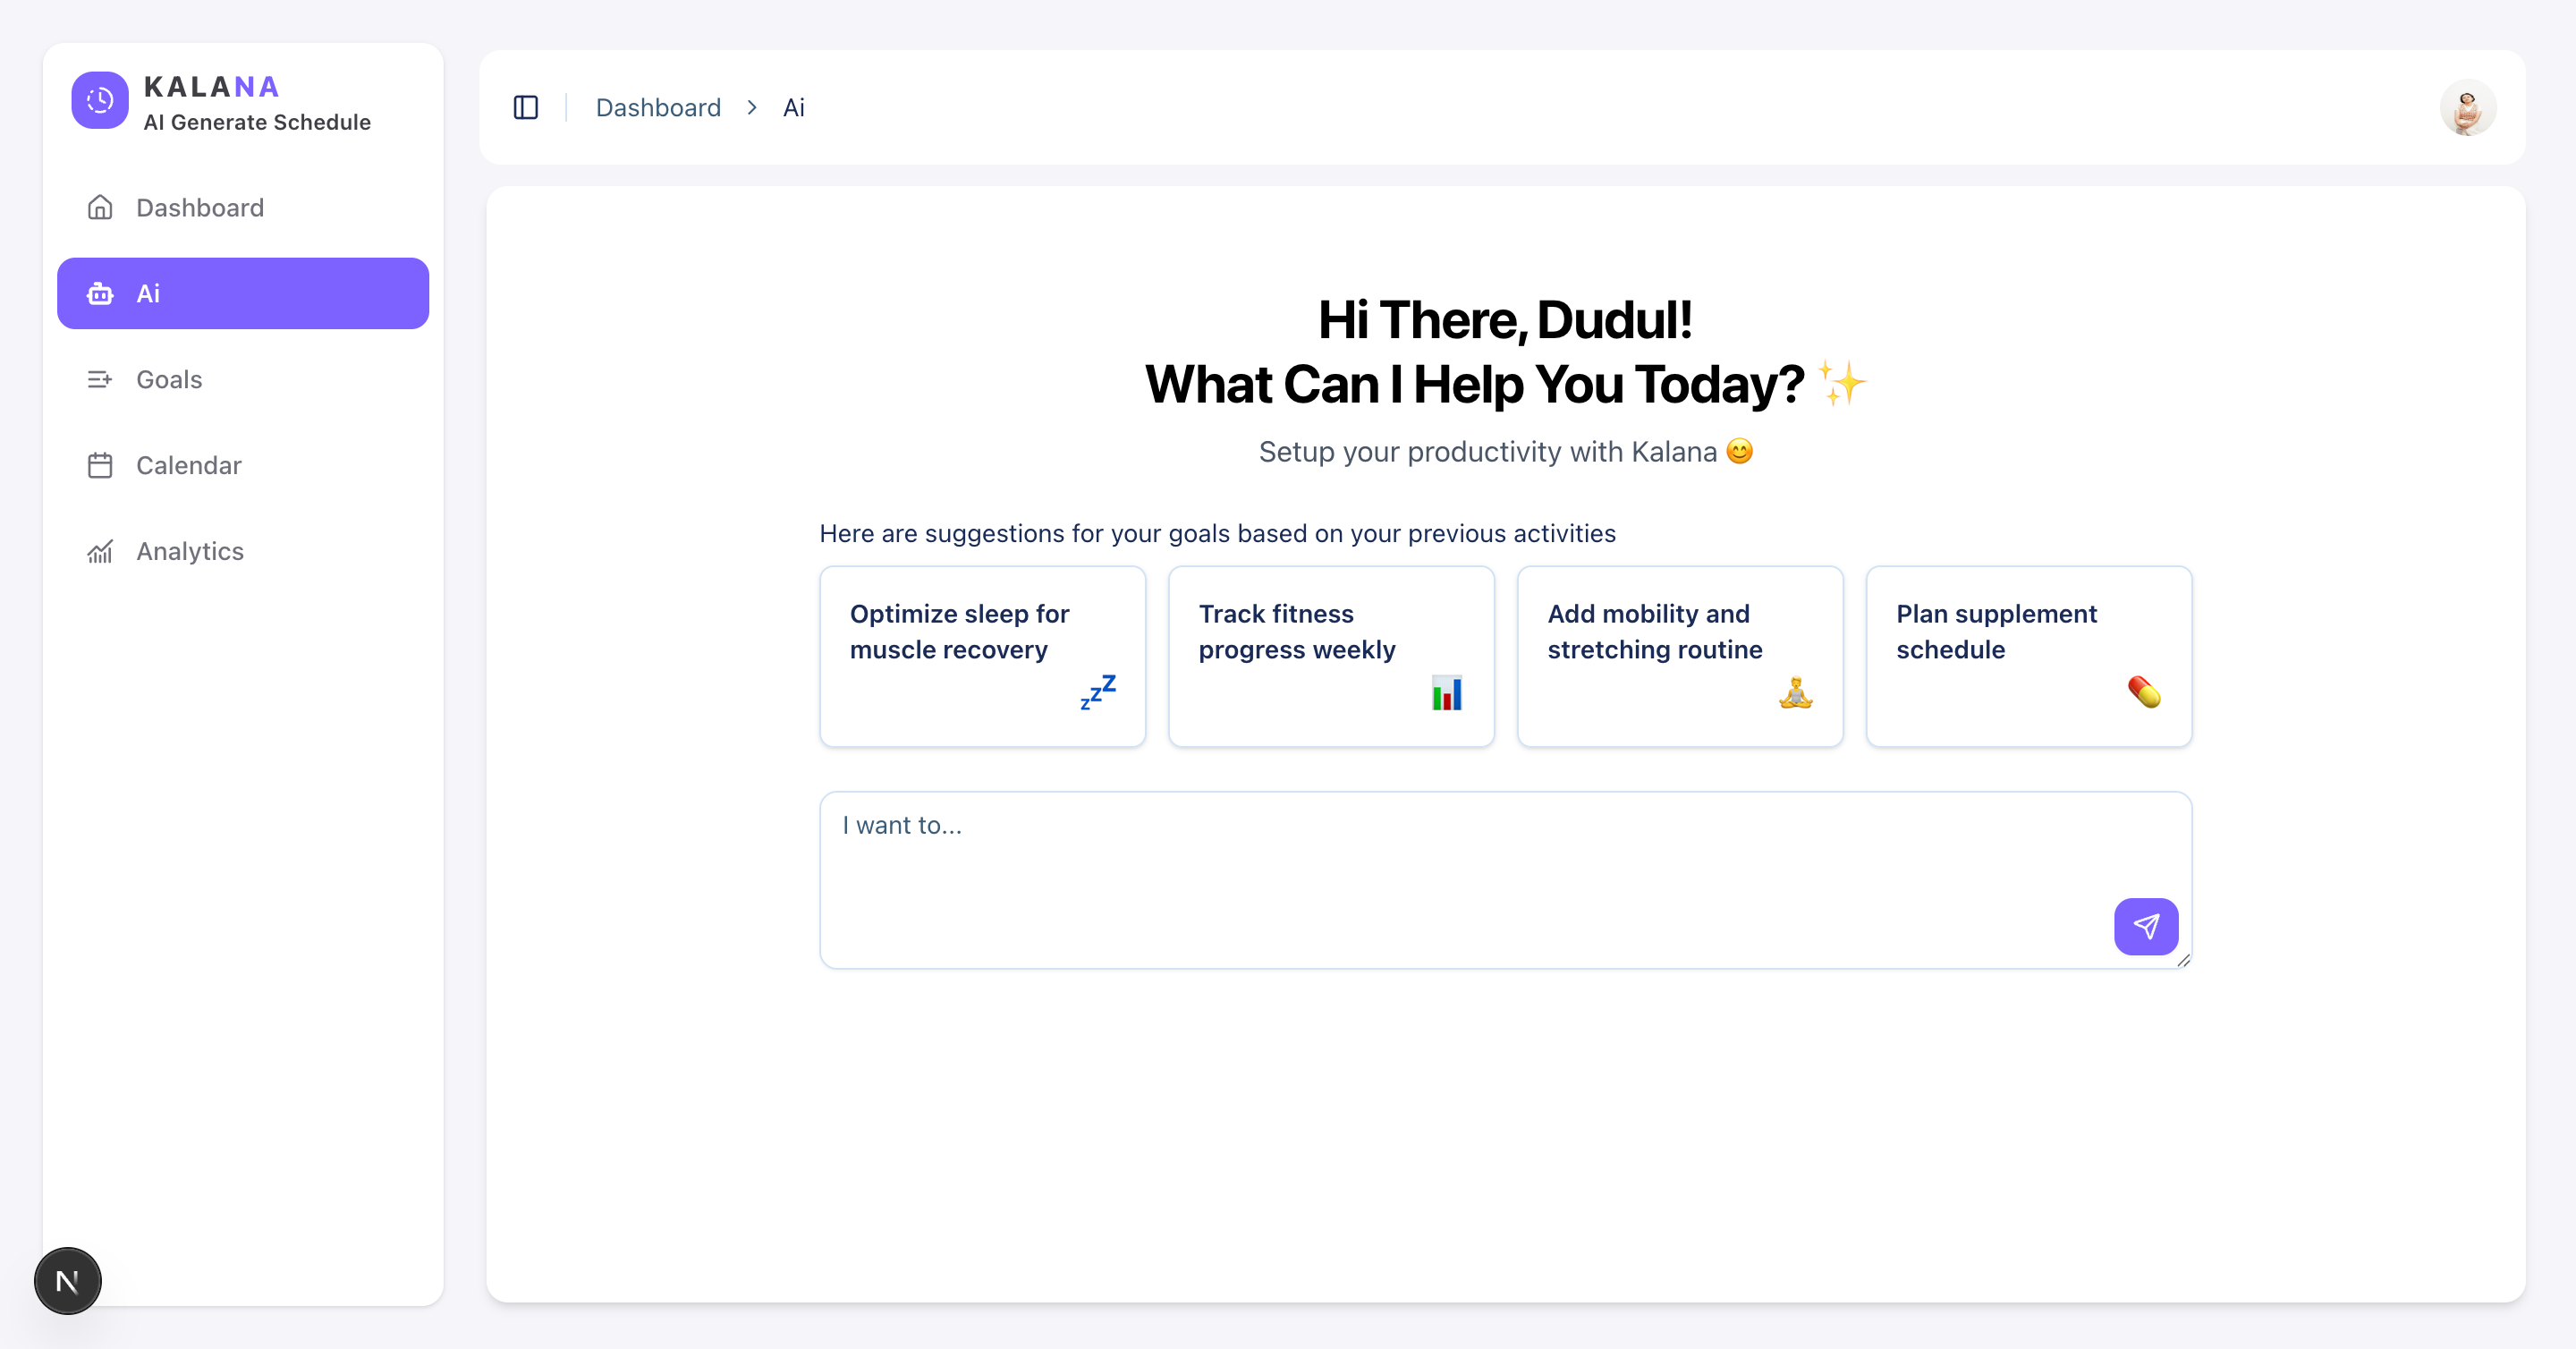 KALANA
AI Generate Schedule
Dashboard
Ai
Goals
Calendar
Analytics
N
Dashboard > Ai
Hi There, Dudul!
What Can I Help You Today? ✨
Setup your productivity with Kalana 😊
Here are suggestions for your goals based on your previous activities
Optimize sleep for
muscle recovery
💤
Track fitness
progress weekly
📊
Add mobility and
stretching routine
🧘
Plan supplement
schedule
💊
I want to...